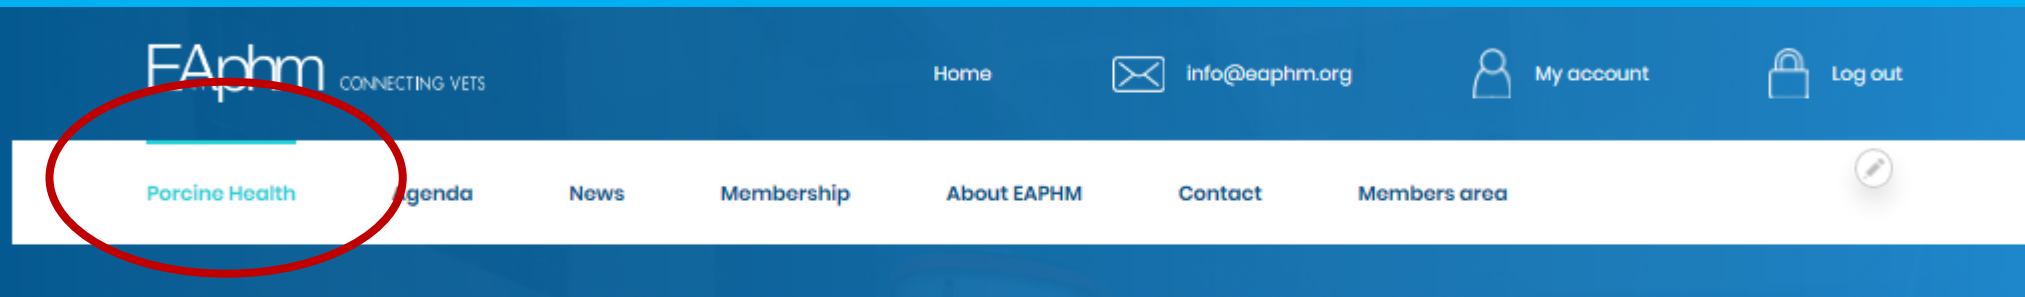 EAphm CONNECTING VETS
Home info@eaphm.org My account Log out
Porcine Health Agenda News Membership About EAPHM Contact Members area